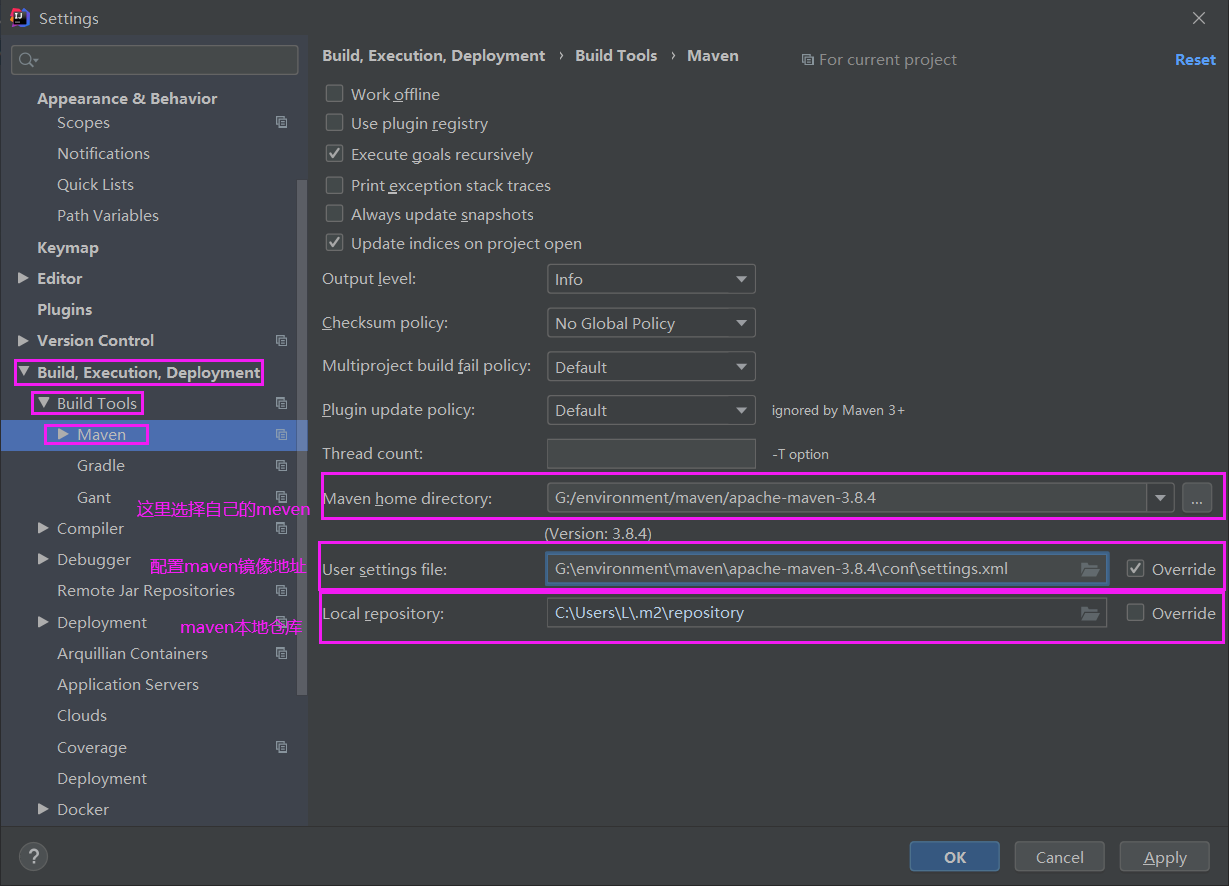 Settings
Appearance & Behavior
Scopes
Notifications
Quick Lists
Path Variables
Keymap
Editor
Plugins
Version Control
Build, Execution, Deployment
Build Tools
Maven
Gradle
Gant
这里选择自己的meven
Compiler
Debugger
配置maven镜像地址
Remote Jar Repositories
Deployment
maven本地仓库
Arquillian Containers
Application Servers
Clouds
Coverage
Deployment
Docker
Build, Execution, Deployment › Build Tools › Maven
For current project
Reset
Work offline
Use plugin registry
Execute goals recursively
Print exception stack traces
Always update snapshots
Update indices on project open
Output level: Info
Checksum policy: No Global Policy
Multiproject build fail policy: Default
Plugin update policy: Default ignored by Maven 3+
Thread count: -T option
Maven home directory: G:/environment/maven/apache-maven-3.8.4 ...
(Version: 3.8.4)
User settings file: G:\environment\maven\apache-maven-3.8.4\conf\settings.xml Override
Local repository: C:\Users\L\.m2\repository Override
? OK Cancel Apply